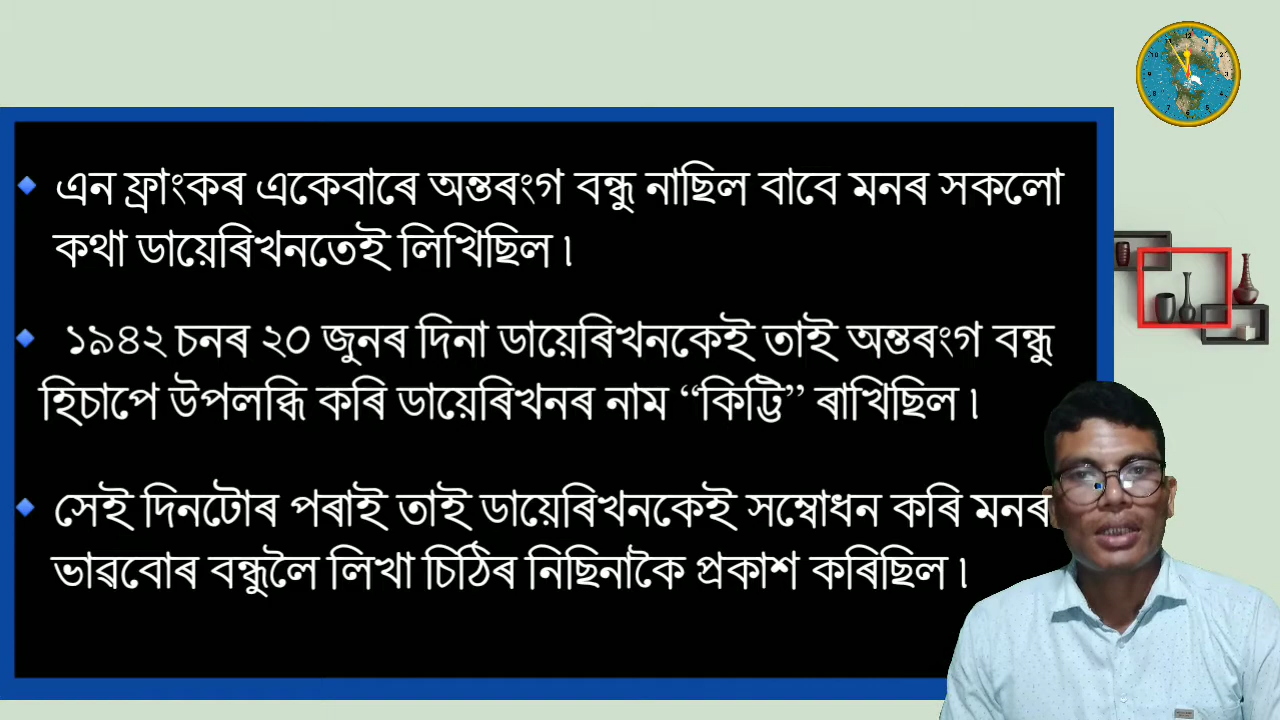 এন ফ্ৰাংকৰ একেবাৰে অন্তৰংগ বন্ধু নাছিল বাবে মনৰ সকলো
কথা ডায়েৰিখনতেই লিখিছিল ৷
১৯৪২ চনৰ ২০ জুনৰ দিনা ডায়েৰিখনকেই তাই অন্তৰংগ বন্ধু
হিচাপে উপলব্ধি কৰি ডায়েৰিখনৰ নাম “কিট্টি” ৰাখিছিল ৷
সেই দিনটোৰ পৰাই তাই ডায়েৰিখনকেই সম্বোধন কৰি মনৰ
ভাৱবোৰ বন্ধুলৈ লিখা চিঠিৰ নিছিনাকৈ প্ৰকাশ কৰিছিল ৷